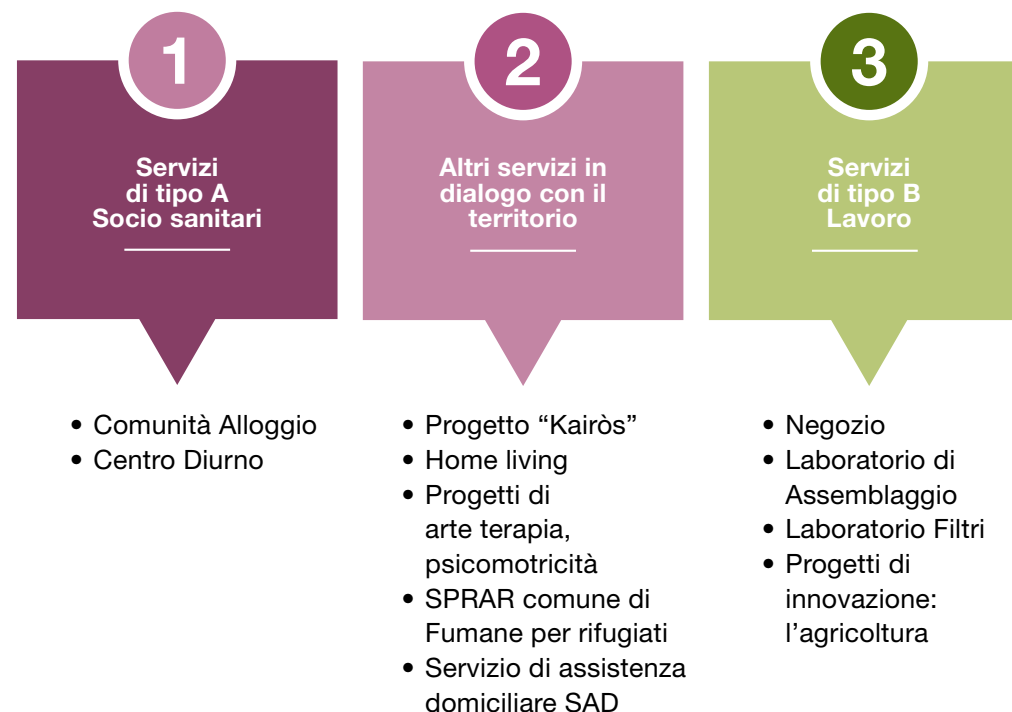 1
Servizi
di tipo A
Socio sanitari
• Comunità Alloggio
• Centro Diurno
2
Altri servizi in
dialogo con il
territorio
• Progetto “Kairòs”
• Home living
• Progetti di
arte terapia,
psicomotricità
• SPRAR comune di
Fumane per rifugiati
• Servizio di assistenza
domiciliare SAD
3
Servizi
di tipo B
Lavoro
• Negozio
• Laboratorio di
Assemblaggio
• Laboratorio Filtri
• Progetti di
innovazione:
l’agricoltura